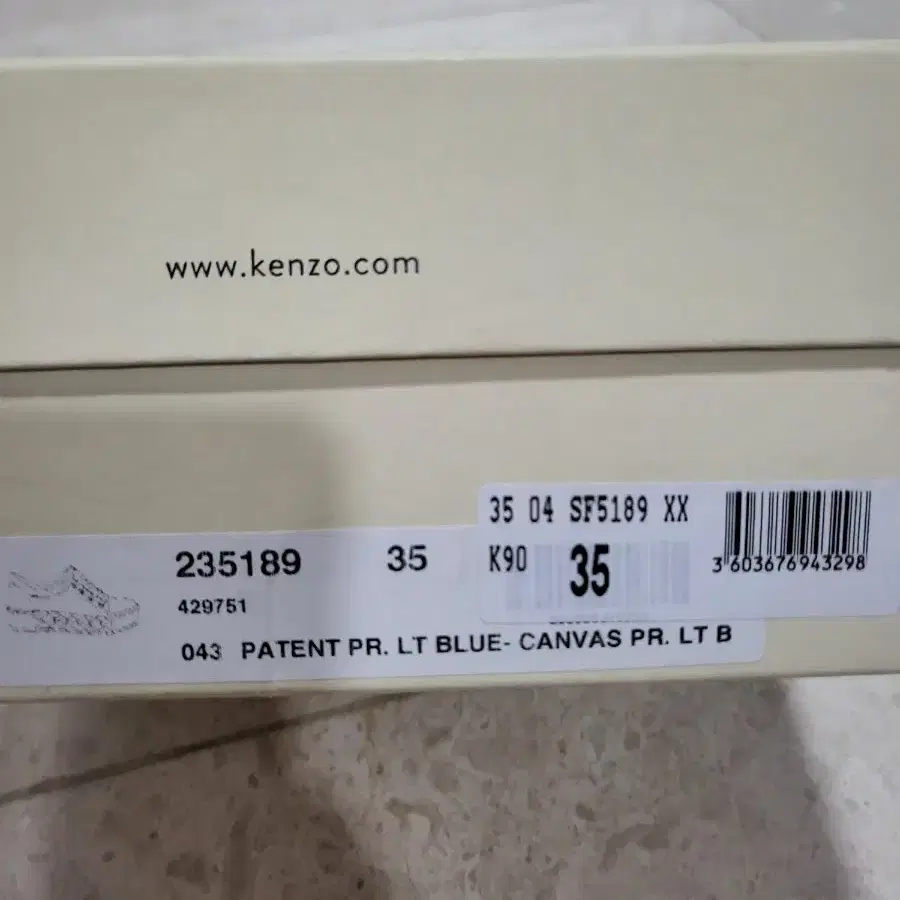 www.kenzo.com
35 04 SF5189 XX
K90 35
3 603676 943298
235189 35
429751
043 PATENT PR. LT BLUE- CANVAS PR. LT B